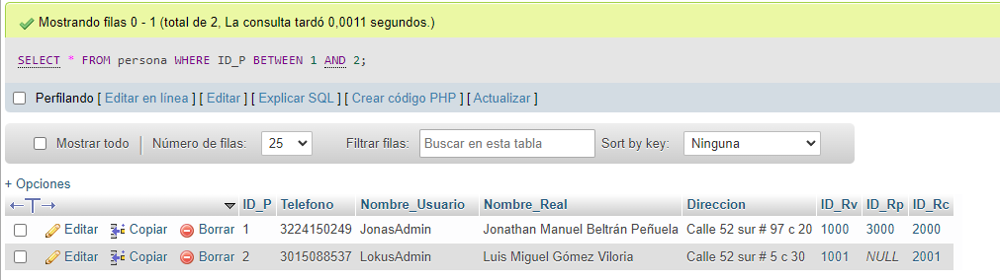 Mostrando filas 0 - 1 (total de 2, La consulta tardó 0,0011 segundos.)
SELECT * FROM persona WHERE ID_P BETWEEN 1 AND 2;
Perfilando [ Editar en línea ] [ Editar ] [ Explicar SQL ] [ Crear código PHP ] [ Actualizar ]
Mostrar todo | Número de filas: 25 Filtrar filas: Buscar en esta tabla Sort by key: Ninguna
+ Opciones
←T→ ID_P Telefono Nombre_Usuario Nombre_Real Direccion ID_Rv ID_Rp ID_Rc
Editar Copiar Borrar 1 3224150249 JonasAdmin Jonathan Manuel Beltrán Peñuela Calle 52 sur # 97 c 20 1000 3000 2000
Editar Copiar Borrar 2 3015088537 LokusAdmin Luis Miguel Gómez Viloria Calle 52 sur # 5 c 30 1001 NULL 2001